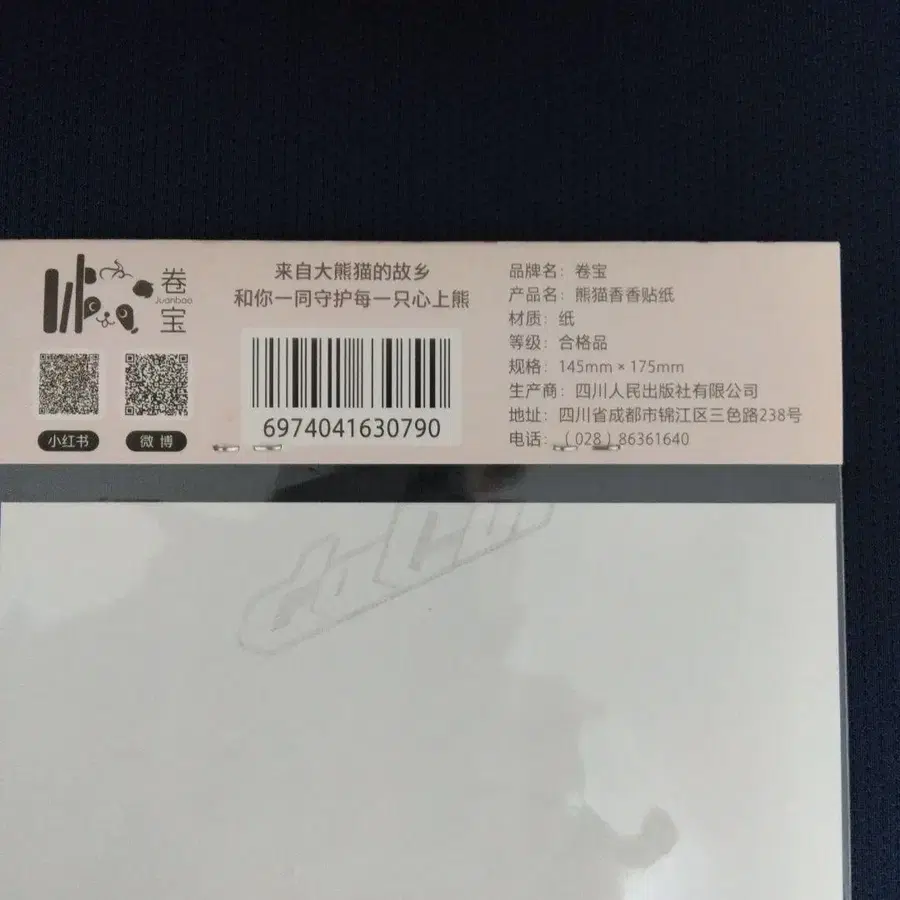 卷宝
Juanbao
小红书
微博
来自大熊猫的故乡
和你一同守护每一只心上熊
6974041630790
品牌名：卷宝
产品名：熊猫香香贴纸
材质：纸
等级：合格品
规格：145mm×175mm
生产商：四川人民出版社有限公司
地址：四川省成都市锦江区三色路238号
电话：（028）86361640